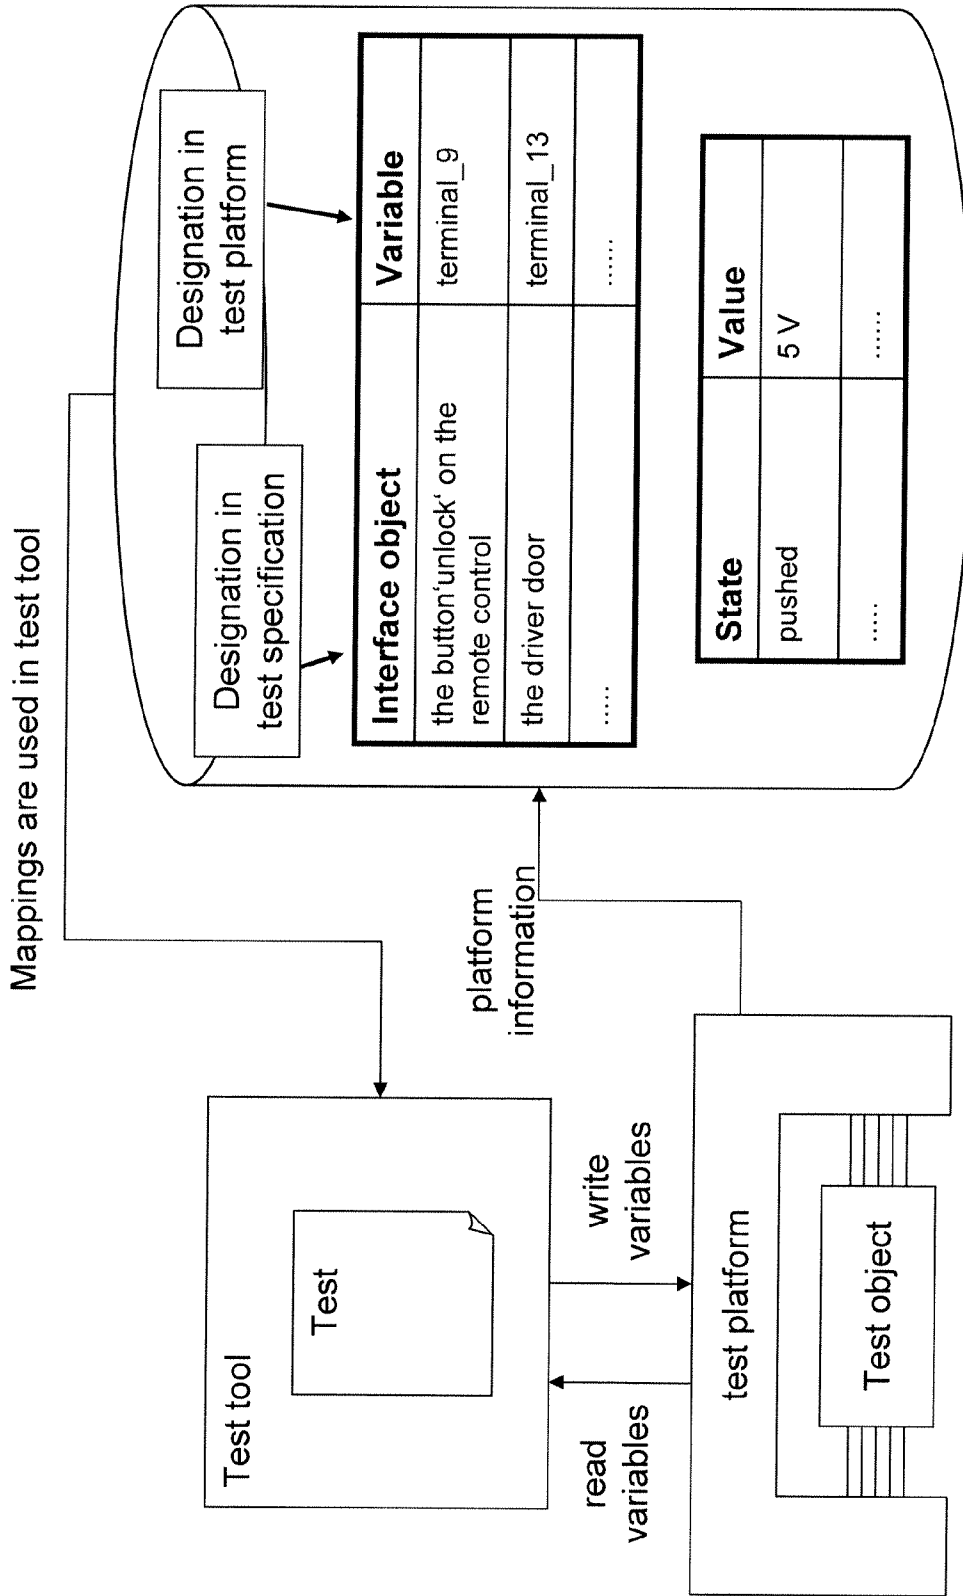 Mappings are used in test tool
Test tool
Test
read
variables
write
variables
test platform
Test object
platform
information
Designation in
test specification
Designation in
test platform
Interface object
Variable
the button'unlock' on the
remote control
terminal_9
the driver door
terminal_13
.....
......
State
Value
pushed
5 V
.....
......